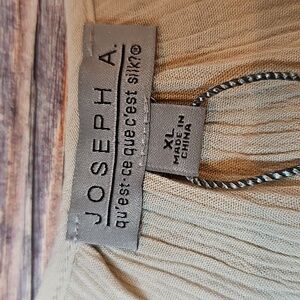 JOSEPH A.
qu'est-ce que c'est silk?®
XL
MADE IN
CHINA